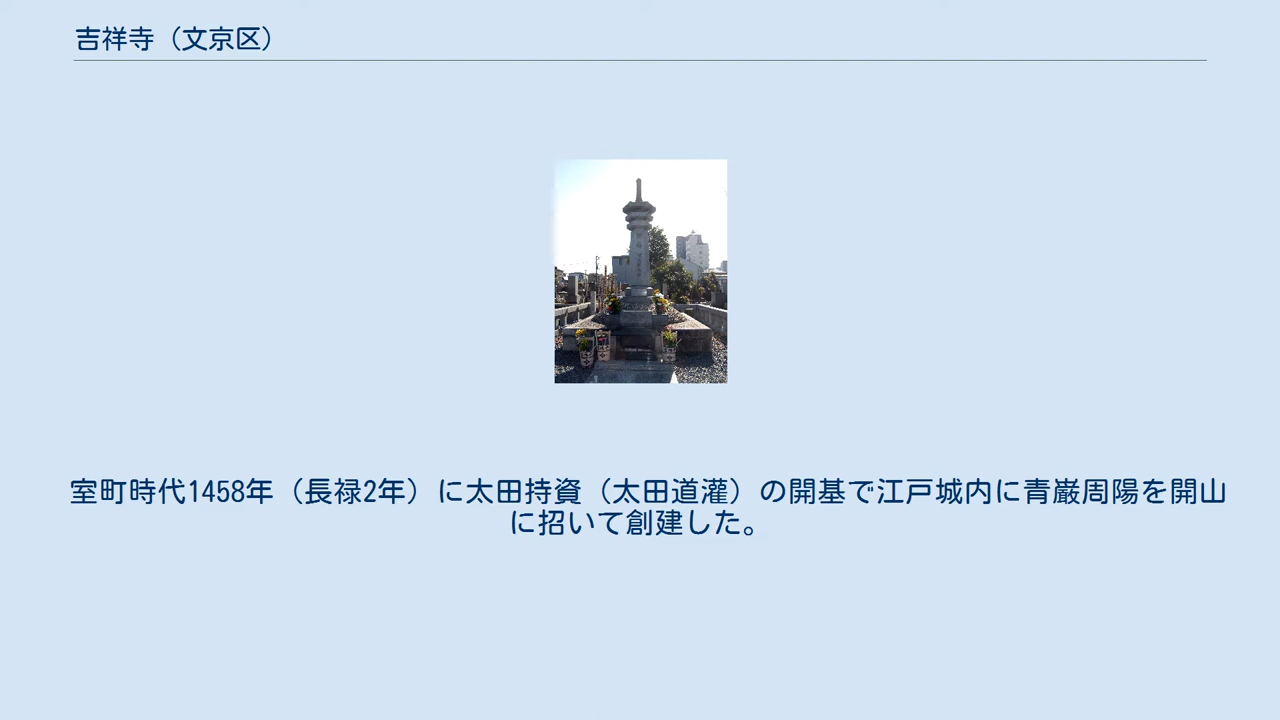 吉祥寺（文京区）
室町時代1458年（長禄2年）に太田持資（太田道灌）の開基で江戸城内に青巌周陽を開山
に招いて創建した。